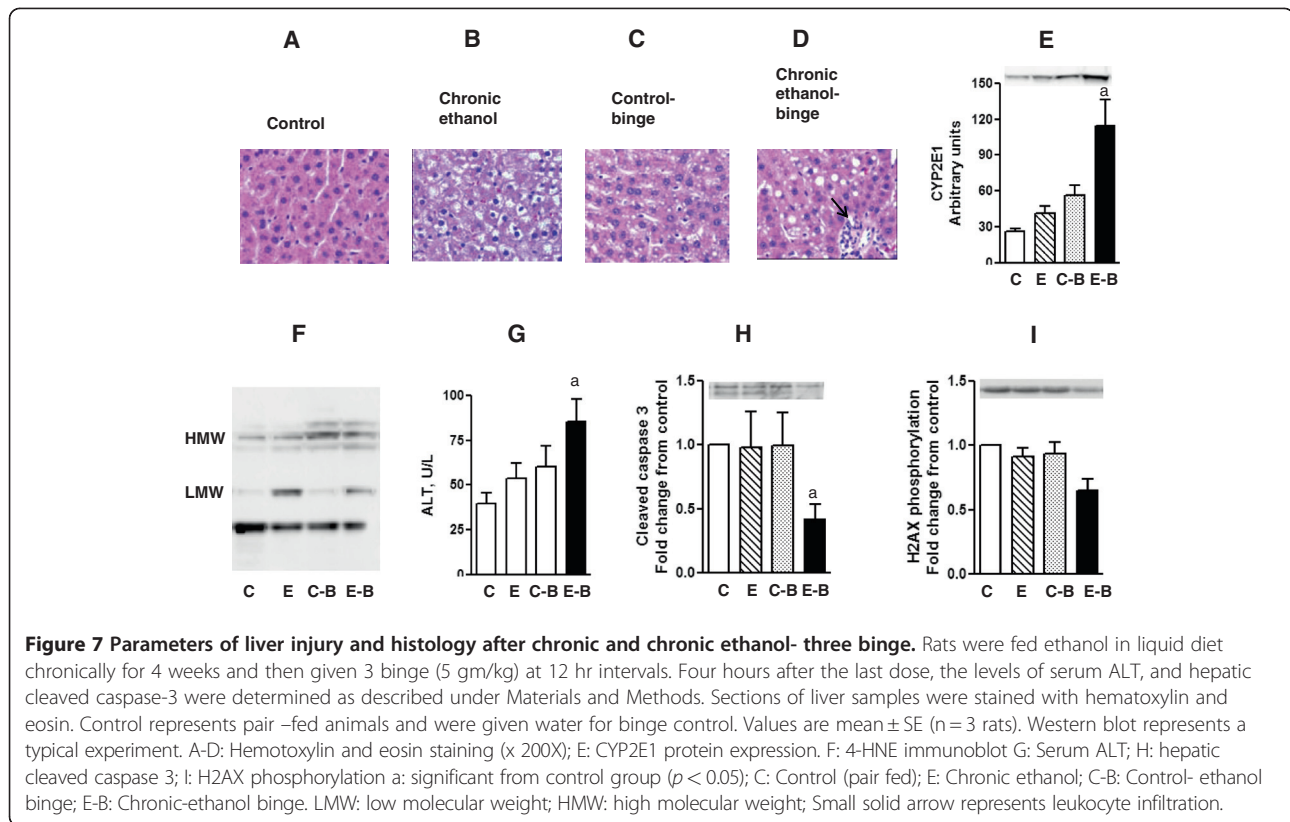 A
B
C
D
E
Control
Chronic
ethanol
Control-
binge
Chronic
ethanol-
binge
CYP2E1
Arbitrary units
150
120
90
60
30
0
a
C E C-B E-B
F
G
H
I
HMW
LMW
C E C-B E-B
ALT, U/L
100
75
50
25
0
a
C E C-B E-B
Cleaved caspase 3
Fold change from control
1.5
1.0
0.5
0.0
a
C E C-B E-B
H2AX phosphorylation
Fold change from control
1.5
1.0
0.5
0.0
C E C-B E-B
Figure 7 Parameters of liver injury and histology after chronic and chronic ethanol- three binge. Rats were fed ethanol in liquid diet
chronically for 4 weeks and then given 3 binge (5 gm/kg) at 12 hr intervals. Four hours after the last dose, the levels of serum ALT, and hepatic
cleaved caspase-3 were determined as described under Materials and Methods. Sections of liver samples were stained with hematoxylin and
eosin. Control represents pair –fed animals and were given water for binge control. Values are mean ± SE (n = 3 rats). Western blot represents a
typical experiment. A-D: Hemotoxylin and eosin staining (x 200X); E: CYP2E1 protein expression. F: 4-HNE immunoblot G: Serum ALT; H: hepatic
cleaved caspase 3; I: H2AX phosphorylation a: significant from control group (p < 0.05); C: Control (pair fed); E: Chronic ethanol; C-B: Control- ethanol
binge; E-B: Chronic-ethanol binge. LMW: low molecular weight; HMW: high molecular weight; Small solid arrow represents leukocyte infiltration.